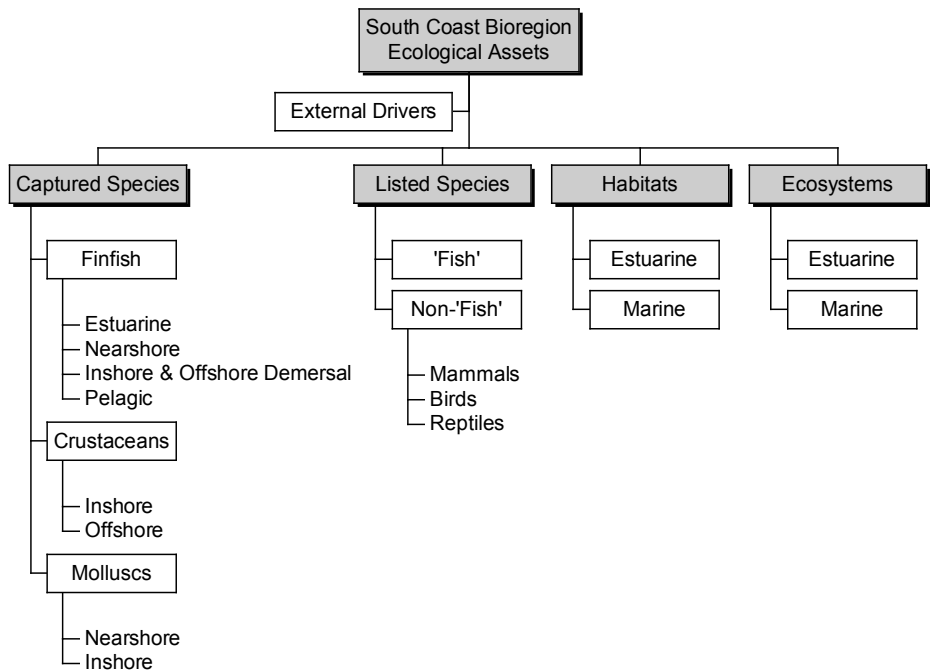 South Coast Bioregion
Ecological Assets
External Drivers
Captured Species
Finfish
Estuarine
Nearshore
Inshore & Offshore Demersal
Pelagic
Crustaceans
Inshore
Offshore
Molluscs
Nearshore
Inshore
Listed Species
'Fish'
Non-'Fish'
Mammals
Birds
Reptiles
Habitats
Estuarine
Marine
Ecosystems
Estuarine
Marine